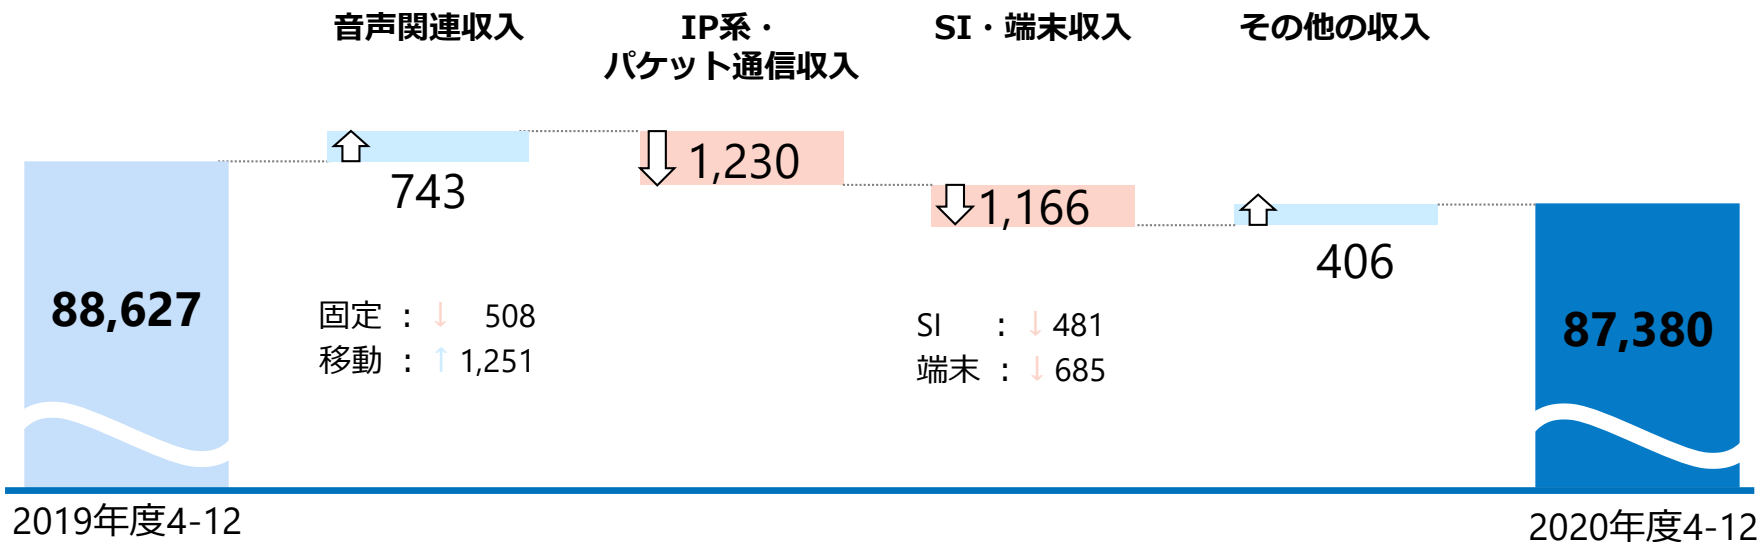 音声関連収入
IP系・
パケット通信収入
SI・端末収入
その他の収入
743
1,230
1,166
406
88,627
87,380
固定 : ↓ 508
移動 : ↑ 1,251
SI : ↓ 481
端末 : ↓ 685
2019年度4-12
2020年度4-12